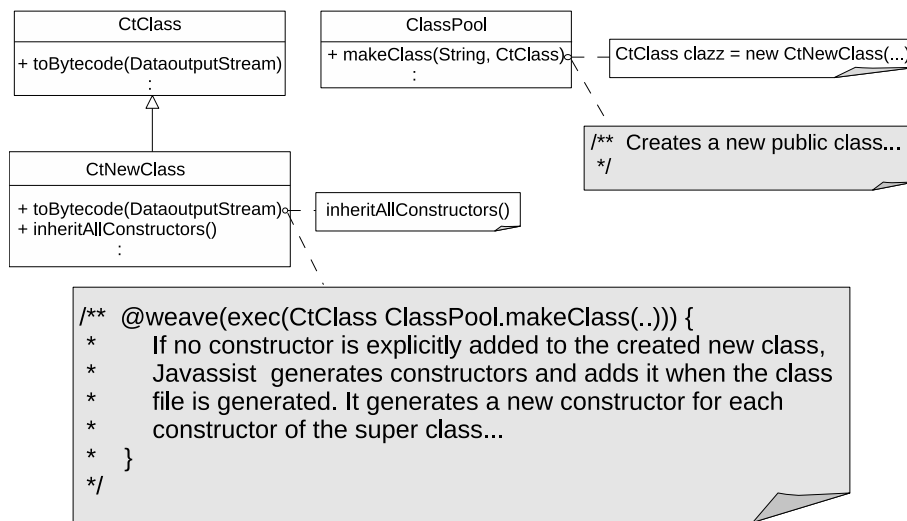 CtClass
+ toBytecode(DataoutputStream)
:
ClassPool
+ makeClass(String, CtClass)
:
CtClass clazz = new CtNewClass(...)
/** Creates a new public class...
*/
CtNewClass
+ toBytecode(DataoutputStream)
+ inheritAllConstructors()
:
inheritAllConstructors()
/** @weave(exec(CtClass ClassPool.makeClass(..))) {
* If no constructor is explicitly added to the created new class,
* Javassist generates constructors and adds it when the class
* file is generated. It generates a new constructor for each
* constructor of the super class...
* }
*/